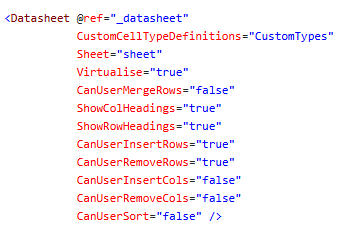 <Datasheet @ref="_datasheet"
CustomCellTypeDefinitions="CustomTypes"
Sheet="sheet"
Virtualise="true"
CanUserMergeRows="false"
ShowColHeadings="true"
ShowRowHeadings="true"
CanUserInsertRows="true"
CanUserRemoveRows="true"
CanUserInsertCols="false"
CanUserRemoveCols="false"
CanUserSort="false" />